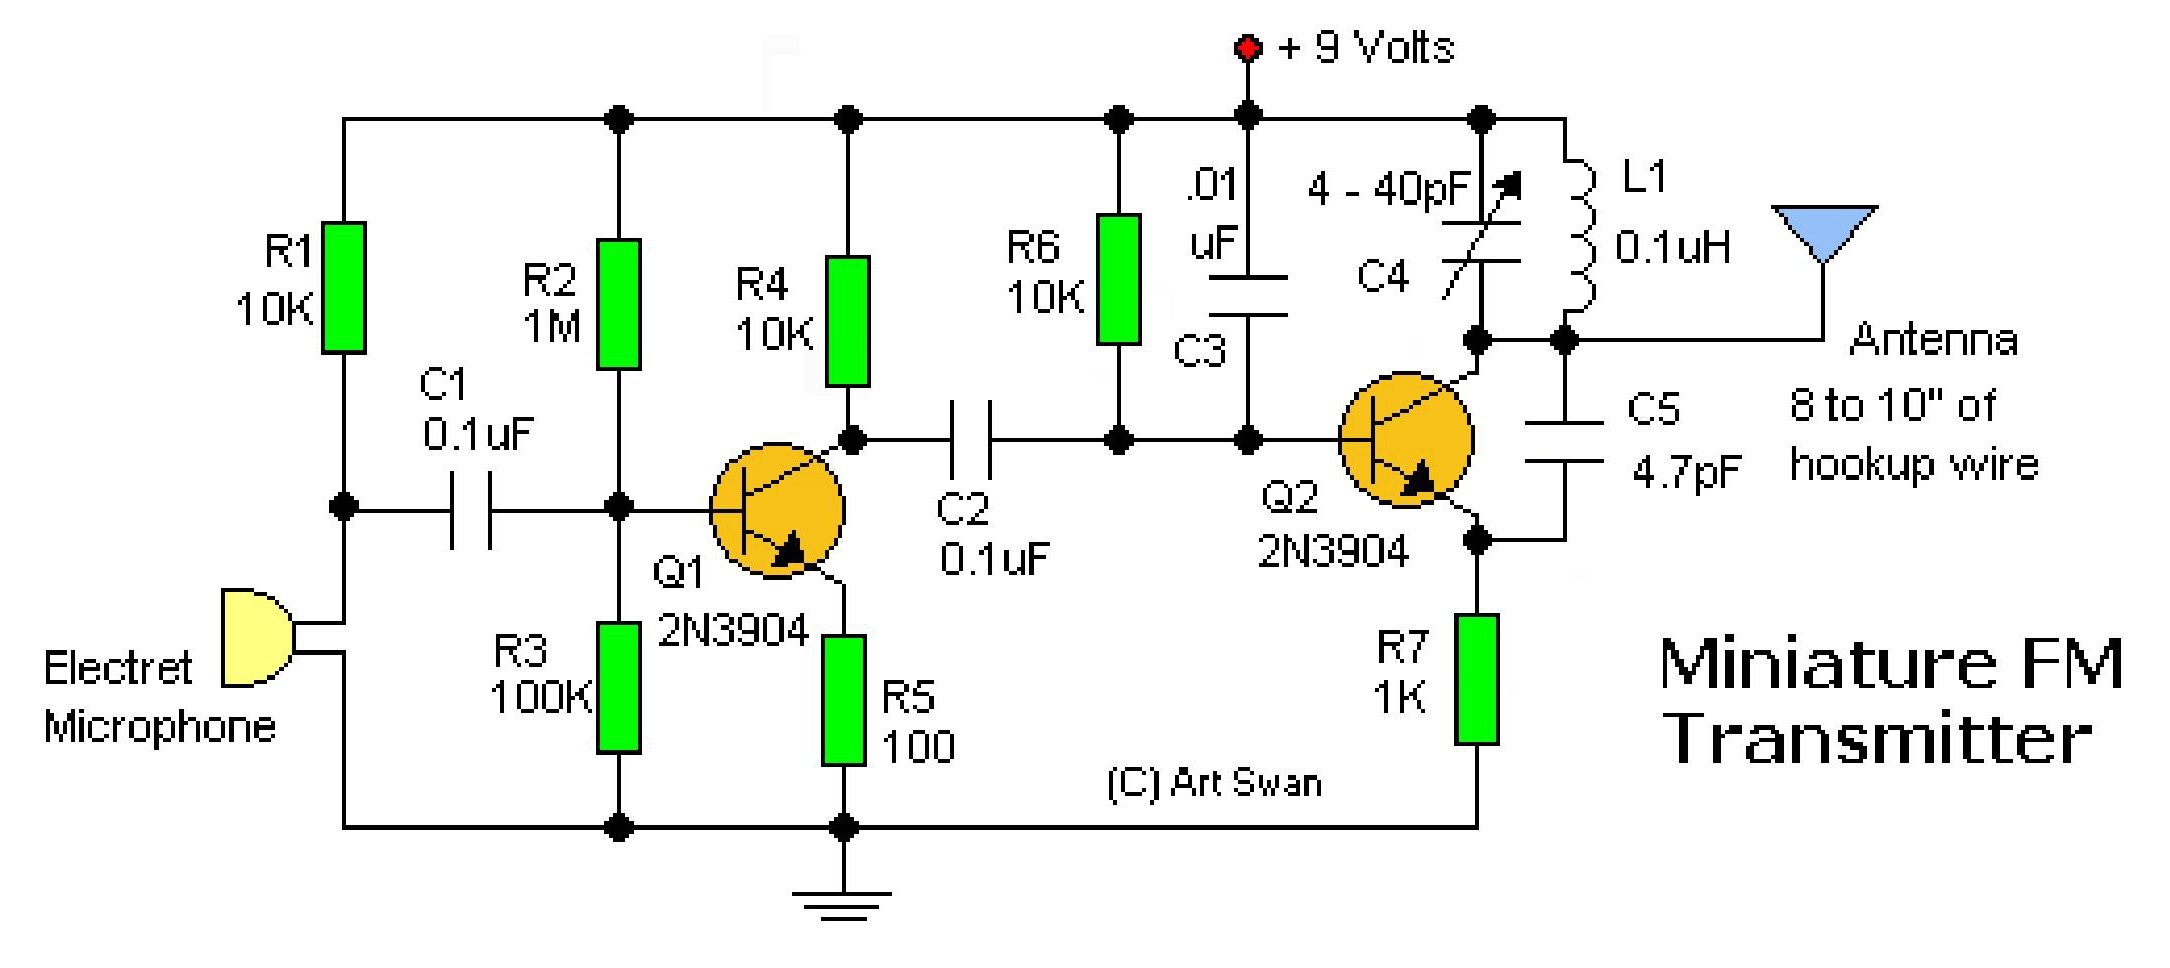 + 9 Volts
R1
10K
R2
1M
R4
10K
R6
10K
.01
uF
C3
4 - 40pF
C4
L1
0.1uH
C1
0.1uF
C2
0.1uF
Q1
2N3904
Q2
2N3904
C5
4.7pF
Antenna
8 to 10" of
hookup wire
Electret
Microphone
R3
100K
R5
100
R7
1K
(C) Art Swan
Miniature FM
Transmitter